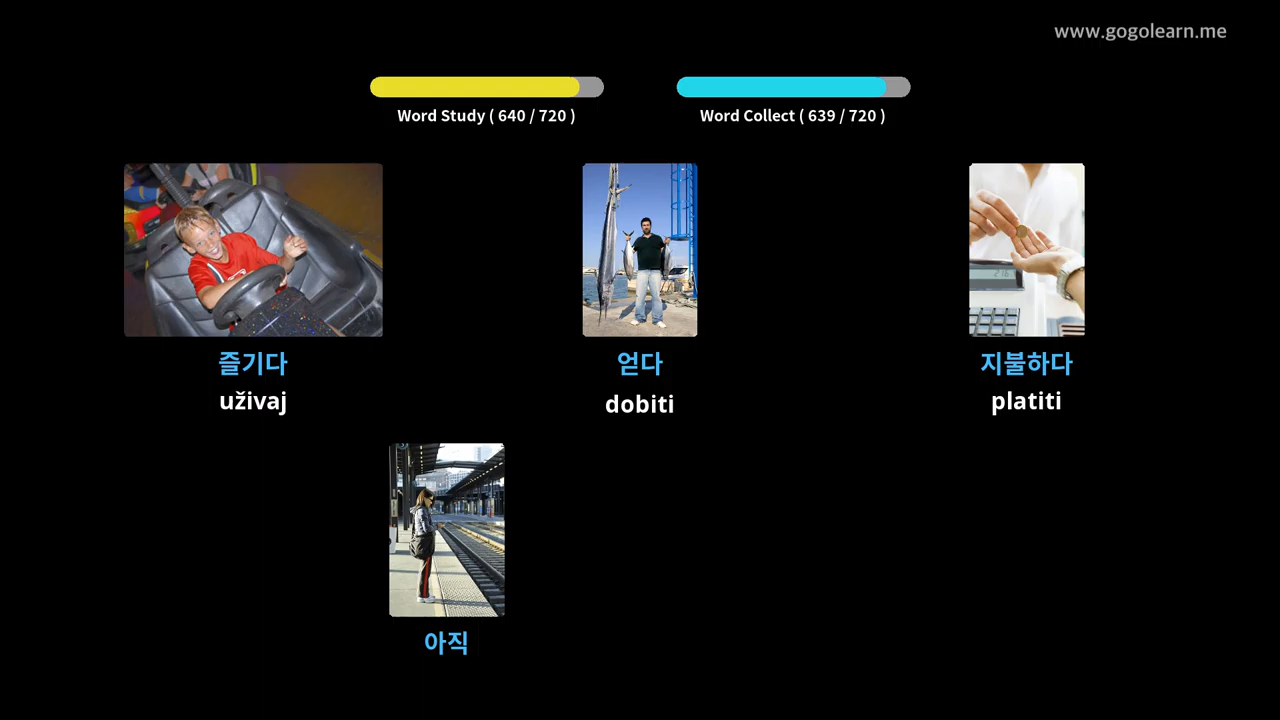 www.gogolearn.me
Word Study ( 640 / 720 )
Word Collect ( 639 / 720 )
즐기다
uživaj
얻다
dobiti
지불하다
platiti
아직